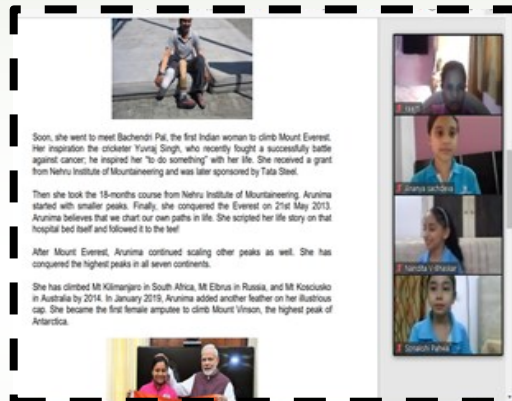 Soon, she went to meet Bachendri Pal, the first Indian woman to climb Mount Everest.
Her inspiration the cricketer Yuvraj Singh, who recently fought a successfully battle
against cancer; he inspired her "to do something" with her life. She received a grant
from Nehru Institute of Mountaineering and was later sponsored by Tata Steel.
Then she took the 18-months course from Nehru Institute of Mountaineering. Arunima
started with smaller peaks. Finally, she conquered the Everest on 21st May 2013.
Arunima believes that we chart our own paths in life. She scripted her life story on that
hospital bed itself and followed it to the tee!
After Mount Everest, Arunima continued scaling other peaks as well. She has
conquered the highest peaks in all seven continents.
She has climbed Mt Kilimanjaro in South Africa, Mt Elbrus in Russia, and Mt Kosciusko
in Australia by 2014. In January 2019, Arunima added another feather on her illustrious
cap. She became the first female amputee to climb Mount Vinson, the highest peak of
Antarctica.
Ananya sachdeva
Nandita V Bhaskar
Sonakshi Pahwa